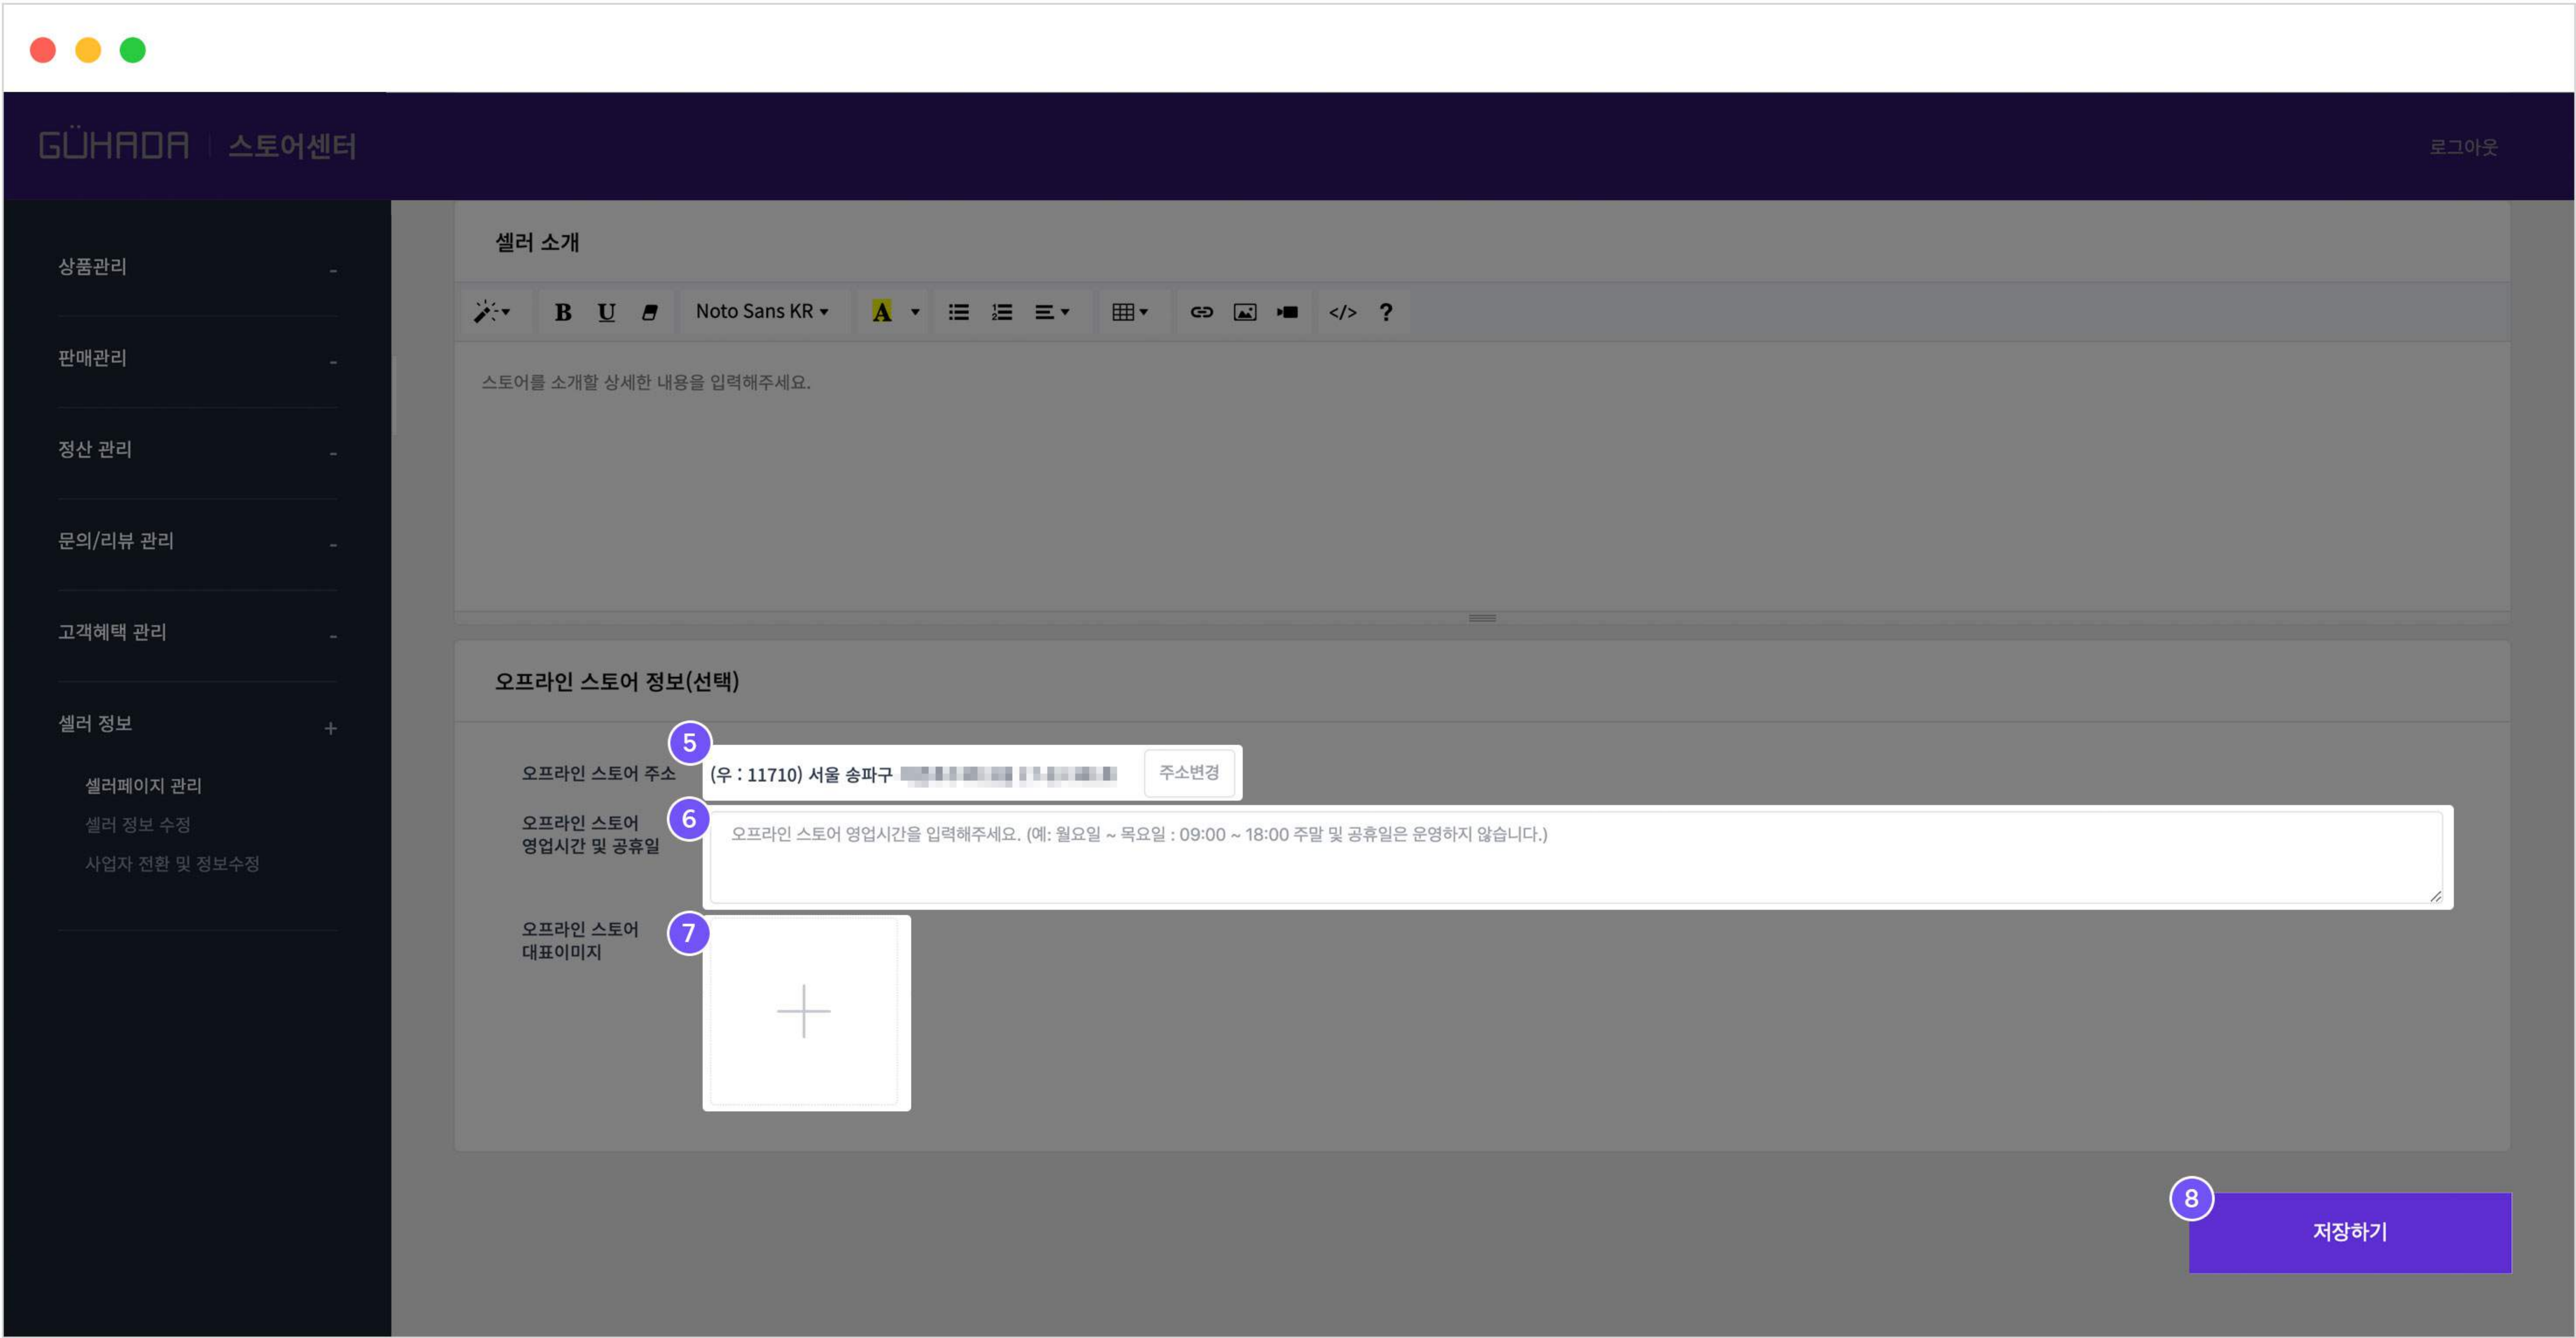 GÜHADA | 스토어센터
로그아웃
상품관리 -
판매관리 -
정산 관리 -
문의/리뷰 관리 -
고객혜택 관리 -
셀러 정보 +
셀러페이지 관리
셀러 정보 수정
사업자 전환 및 정보수정
셀러 소개
B U Noto Sans KR A </> ?
스토어를 소개할 상세한 내용을 입력해주세요.
오프라인 스토어 정보(선택)
5
오프라인 스토어 주소 (우 : 11710) 서울 송파구 주소변경
6
오프라인 스토어
영업시간 및 공휴일
오프라인 스토어 영업시간을 입력해주세요. (예: 월요일 ~ 목요일 : 09:00 ~ 18:00 주말 및 공휴일은 운영하지 않습니다.)
7
오프라인 스토어
대표이미지
8
저장하기